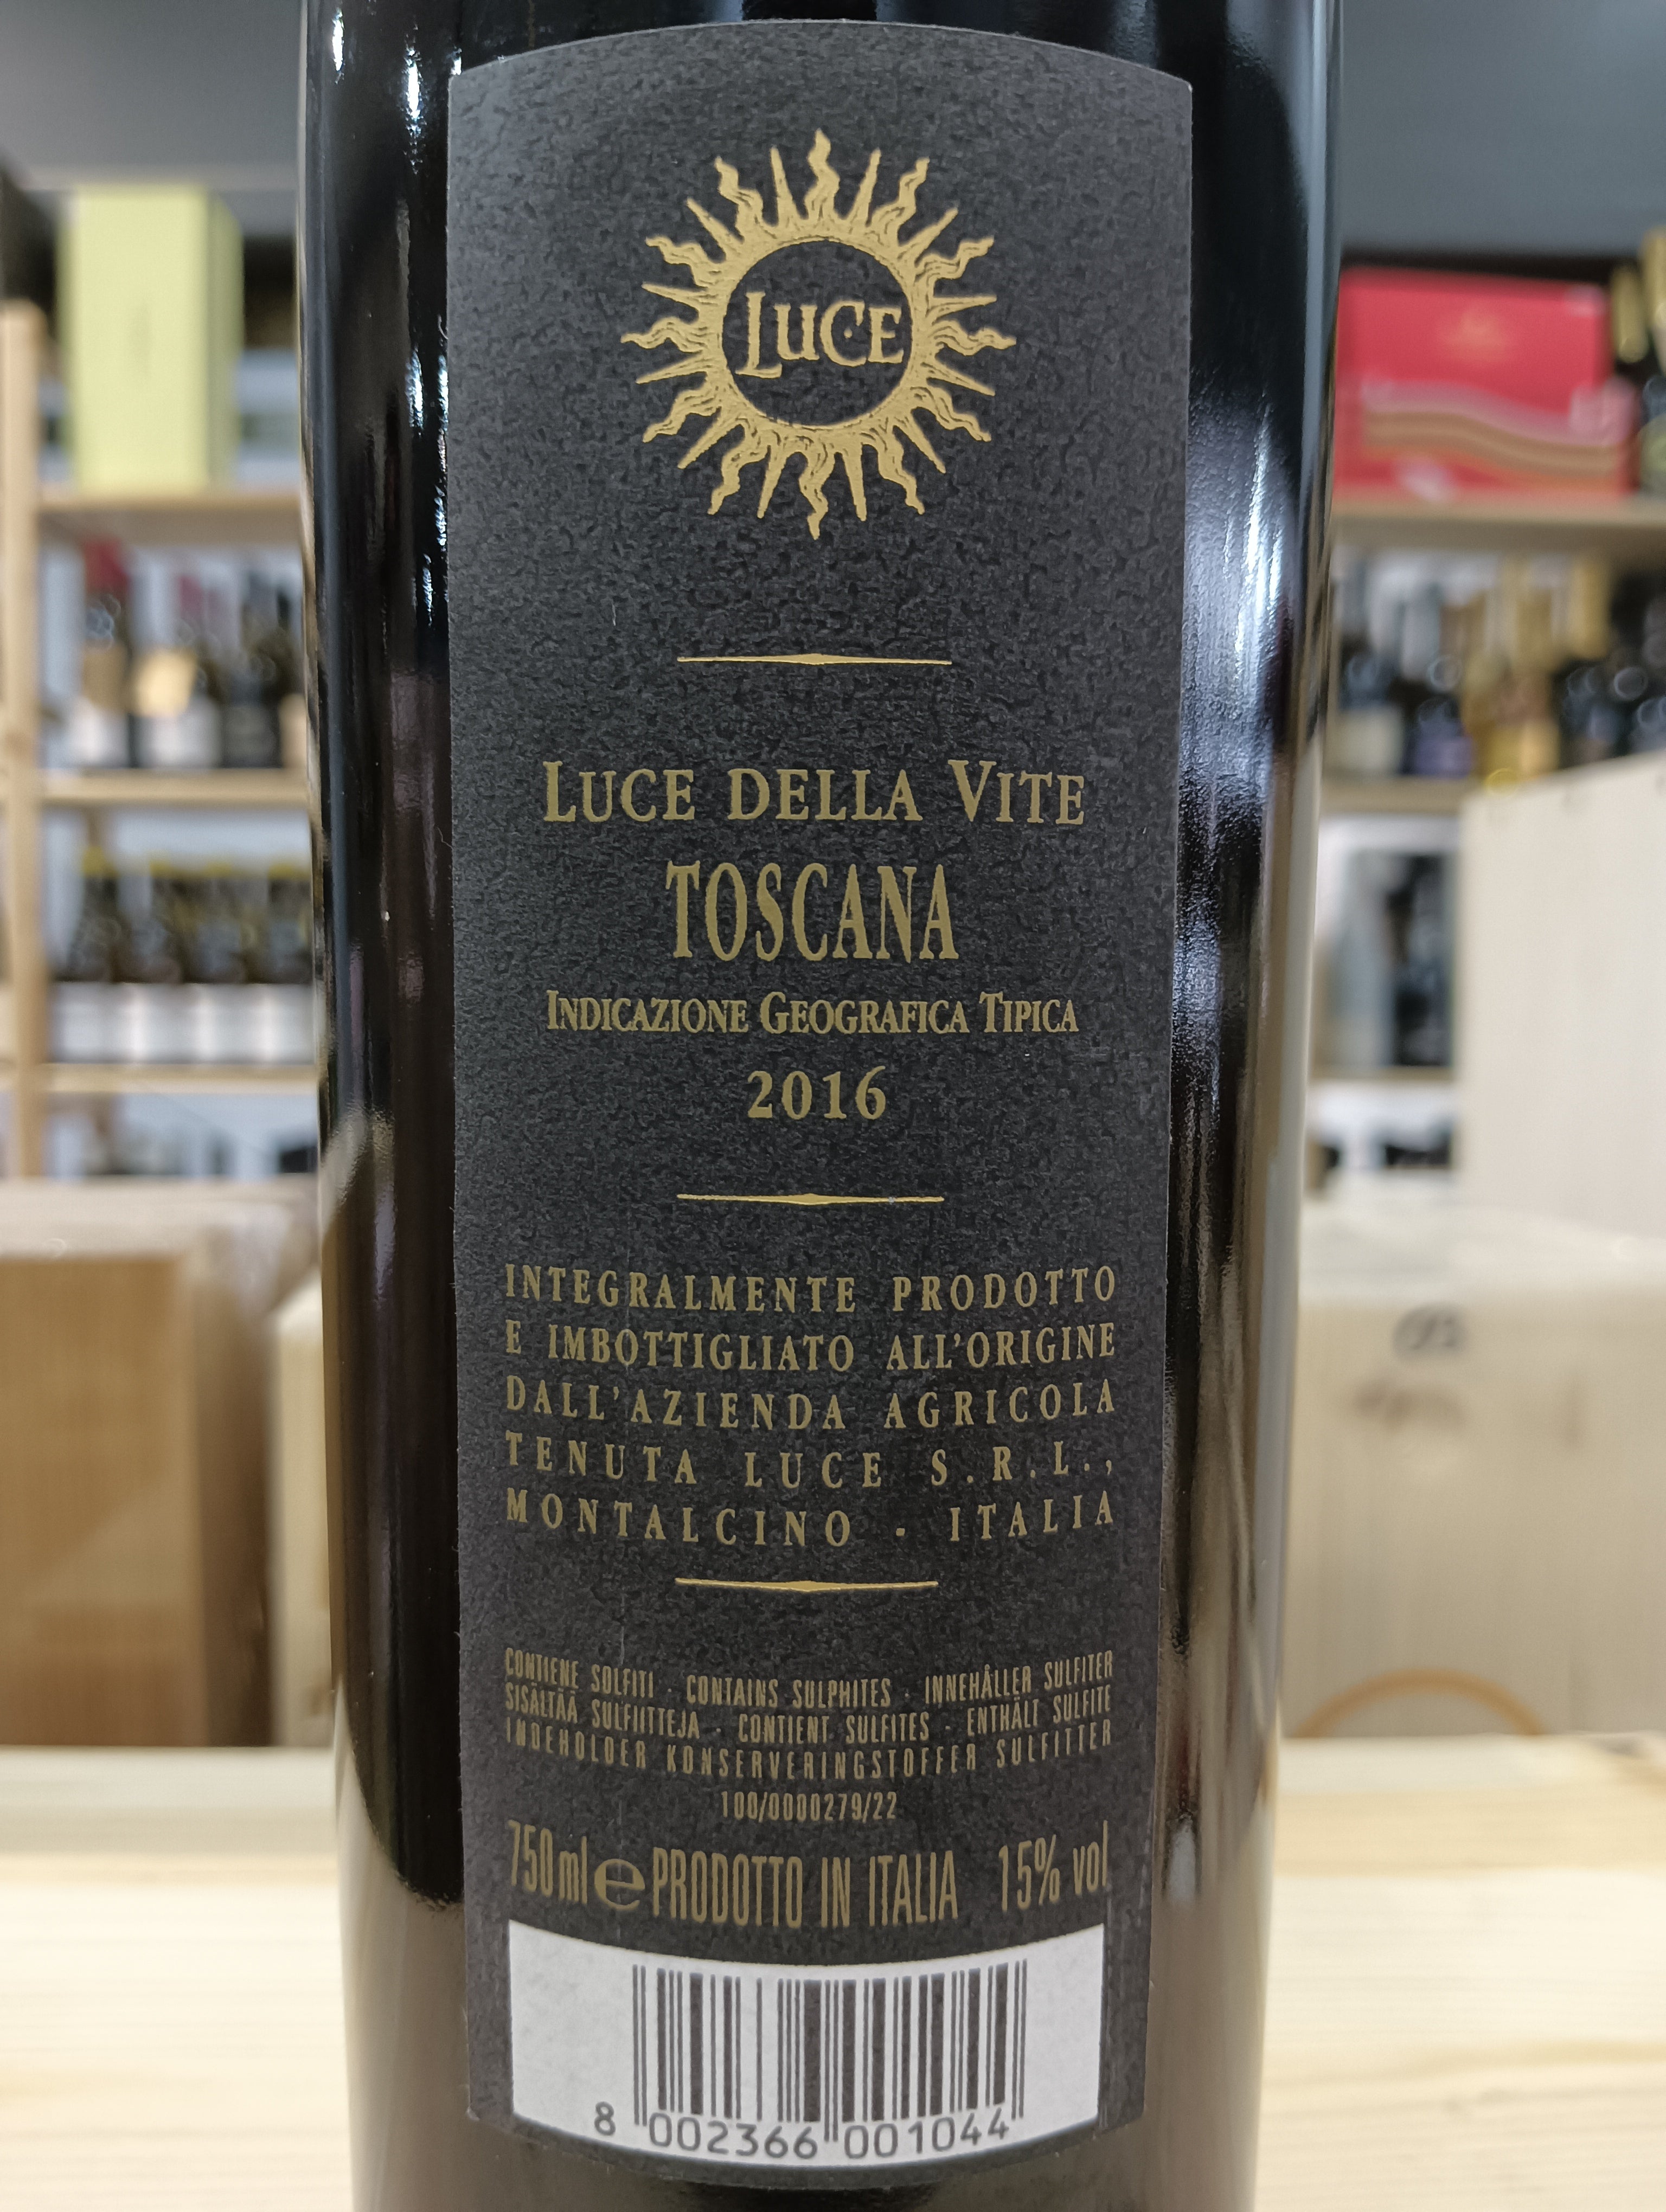 LUCE
LUCE DELLA VITE
TOSCANA
INDICAZIONE GEOGRAFICA TIPICA
2016
INTEGRALMENTE PRODOTTO
E IMBOTTIGLIATO ALL'ORIGINE
DALL'AZIENDA AGRICOLA
TENUTA LUCE S.R.L.,
MONTALCINO - ITALIA
CONTIENE SOLFITI · CONTAINS SULPHITES · INNEHÅLLER SULFITER
SISÄLTÄÄ SULFIITTEJA · CONTIENT SULFITES · ENTHÄLT SULFITE
INDEHOLDER KONSERVERINGSTOFFER SULFITTER
100/0000279/22
750ml e PRODOTTO IN ITALIA 15% vol
8 002366 001044